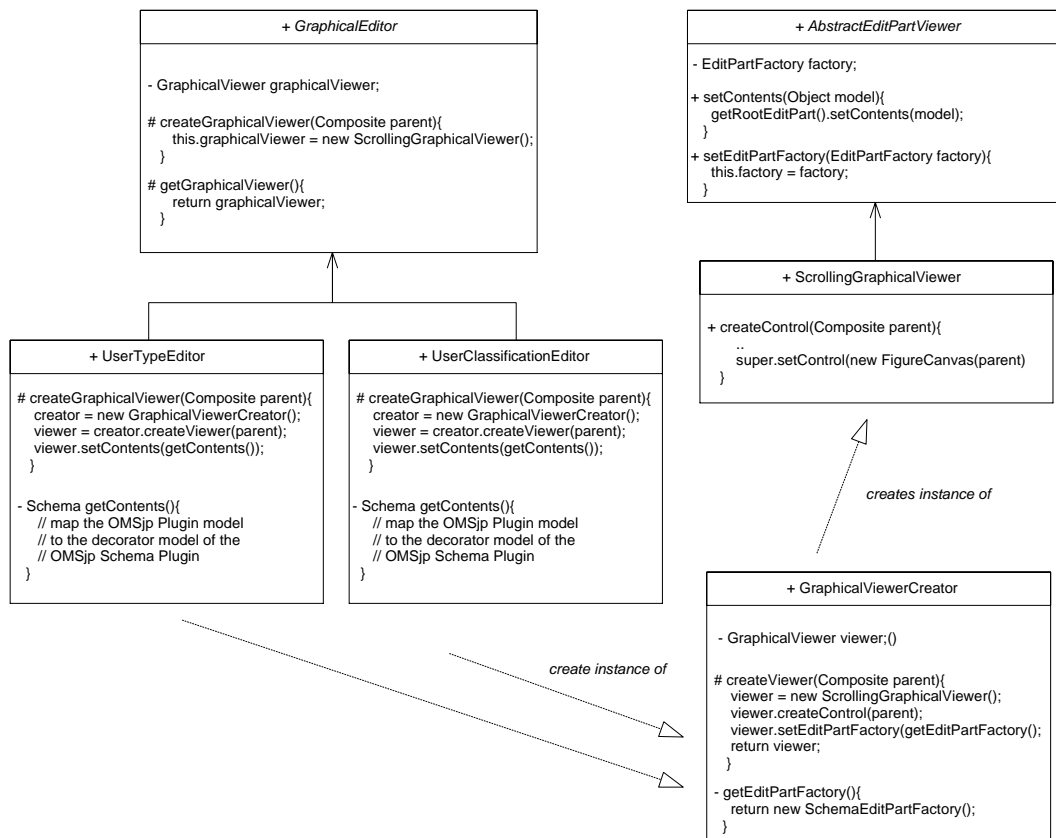 + GraphicalEditor
- GraphicalViewer graphicalViewer;
# createGraphicalViewer(Composite parent){
this.graphicalViewer = new ScrollingGraphicalViewer();
}
# getGraphicalViewer(){
return graphicalViewer;
}
+ AbstractEditPartViewer
- EditPartFactory factory;
+ setContents(Object model){
getRootEditPart().setContents(model);
}
+ setEditPartFactory(EditPartFactory factory){
this.factory = factory;
}
+ ScrollingGraphicalViewer
+ createControl(Composite parent){
..
super.setControl(new FigureCanvas(parent)
}
+ UserTypeEditor
# createGraphicalViewer(Composite parent){
creator = new GraphicalViewerCreator();
viewer = creator.createViewer(parent);
viewer.setContents(getContents());
}
- Schema getContents(){
// map the OMSjp Plugin model
// to the decorator model of the
// OMSjp Schema Plugin
}
+ UserClassificationEditor
# createGraphicalViewer(Composite parent){
creator = new GraphicalViewerCreator();
viewer = creator.createViewer(parent);
viewer.setContents(getContents());
}
- Schema getContents(){
// map the OMSjp Plugin model
// to the decorator model of the
// OMSjp Schema Plugin
}
creates instance of
create instance of
+ GraphicalViewerCreator
- GraphicalViewer viewer;()
# createViewer(Composite parent){
viewer = new ScrollingGraphicalViewer();
viewer.createControl(parent);
viewer.setEditPartFactory(getEditPartFactory();
return viewer;
}
- getEditPartFactory(){
return new SchemaEditPartFactory();
}